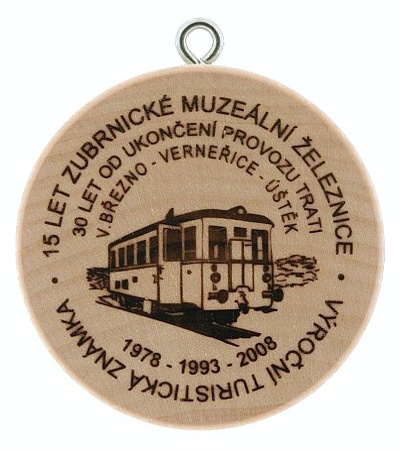 • 15 LET ZUBRNICKÉ MUZEÁLNÍ ŽELEZNICE •
30 LET OD UKONČENÍ PROVOZU TRATI
V.BŘEZNO - VERNEŘICE - ÚŠTĚK
1978 - 1993 - 2008
VÝROČNÍ TURISTICKÁ ZNÁMKA